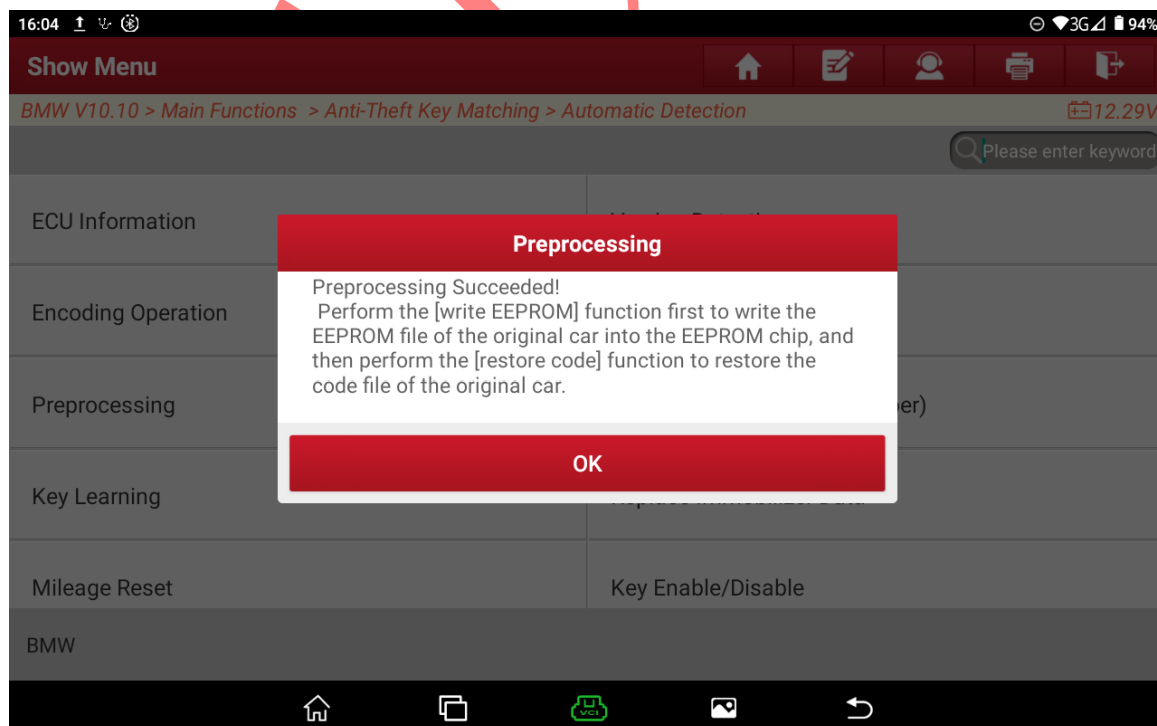 16:04
3G 94%
Show Menu
BMW V10.10 > Main Functions > Anti-Theft Key Matching > Automatic Detection
12.29V
Please enter keyword
ECU Information
Preprocessing
Preprocessing Succeeded!
Perform the [write EEPROM] function first to write the
EEPROM file of the original car into the EEPROM chip, and
then perform the [restore code] function to restore the
code file of the original car.
OK
Encoding Operation
Preprocessing
er)
Key Learning
Mileage Reset
Key Enable/Disable
BMW
VCI